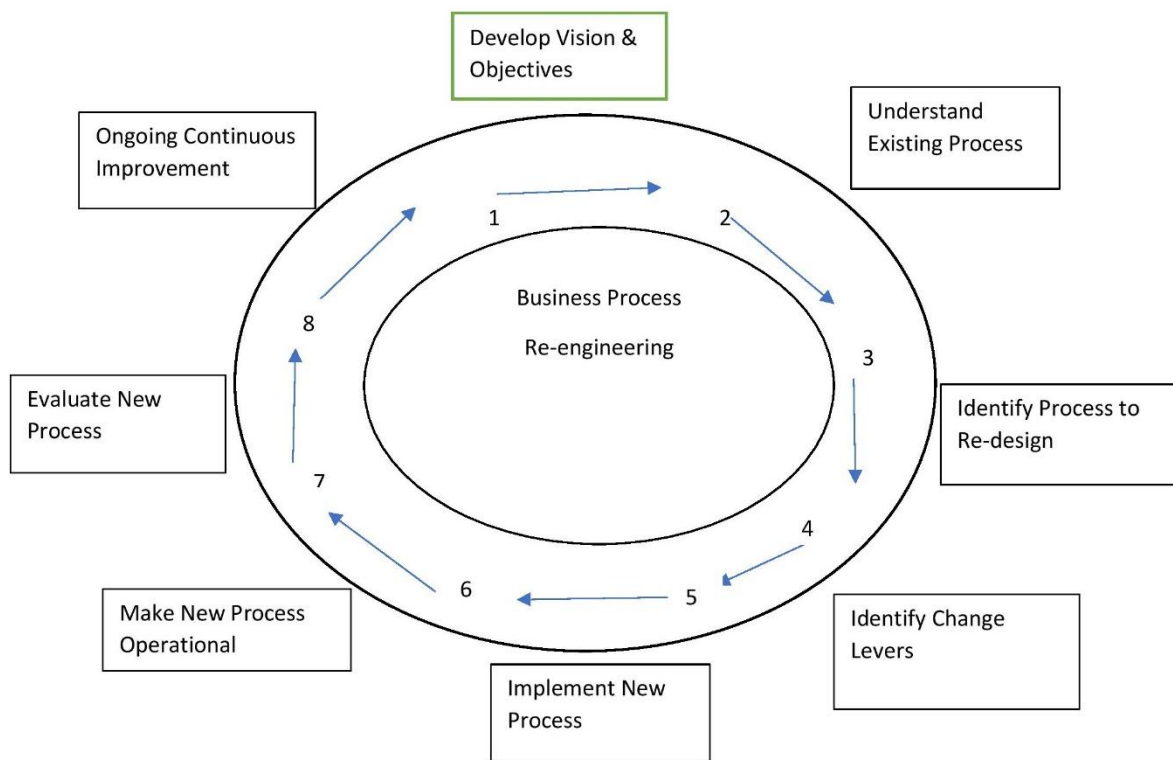 Develop Vision &
Objectives
Understand
Existing Process
Ongoing Continuous
Improvement
1
2
Business Process
Re-engineering
8
3
Evaluate New
Process
Identify Process to
Re-design
7
4
6
5
Make New Process
Operational
Identify Change
Levers
Implement New
Process